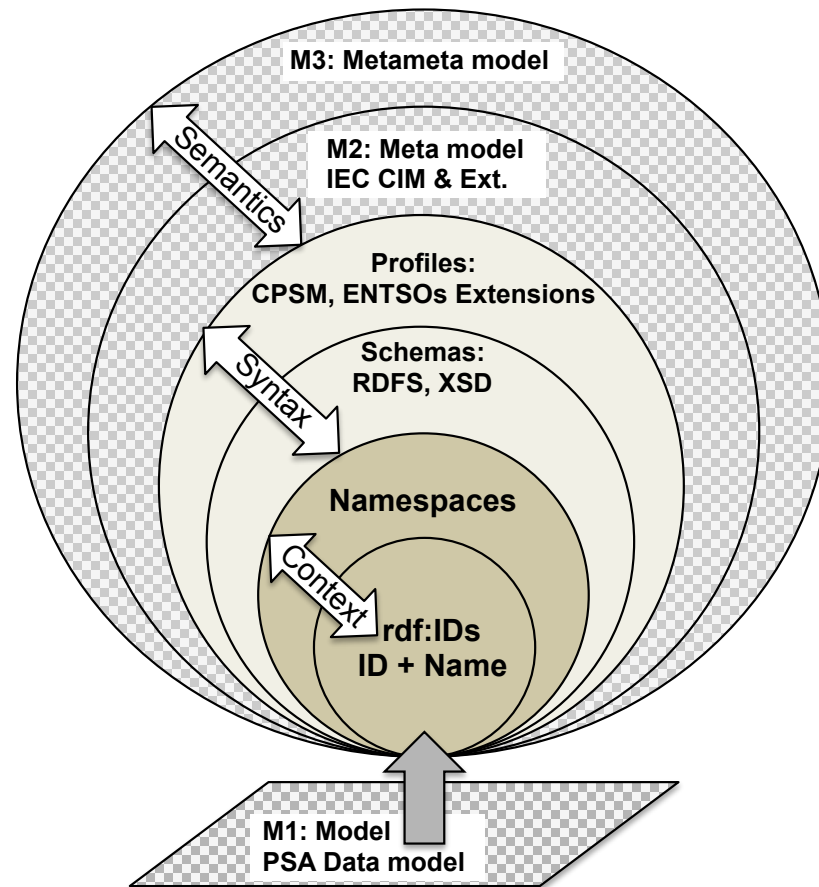 M3: Metameta model
Semantics
M2: Meta model
IEC CIM & Ext.
Profiles:
CPSM, ENTSOs Extensions
Syntax
Schemas:
RDFS, XSD
Namespaces
Context
rdf:IDs
ID + Name
M1: Model
PSA Data model